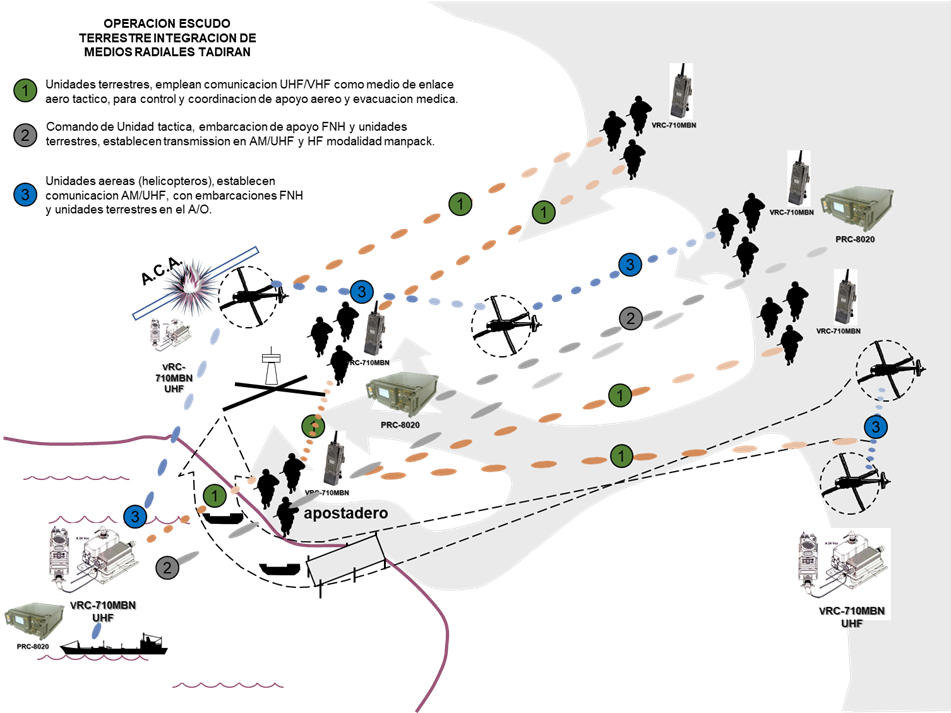 OPERACION ESCUDO
TERRESTRE INTEGRACION DE
MEDIOS RADIALES TADIRAN
1
Unidades terrestres, emplean comunicacion UHF/VHF como medio de enlace
aero tactico, para control y coordinacion de apoyo aereo y evacuacion medica.
2
Comando de Unidad tactica, embarcacion de apoyo FNH y unidades
terrestres, establecen transmission en AM/UHF y HF modalidad manpack.
3
Unidades aereas (helicopteros), establecen
comunicacion AM/UHF, con embarcaciones FNH
y unidades terrestres en el A/O.
VRC-710MBN
1
1
VRC-710MBN
PRC-8020
A.C.A.
3
3
2
VRC-710MBN
vRC-
710MBN
UHF
VRC-710MBN
PRC-8020
1
1
3
1
VRC-710MBN
1
apostadero
3
2
VRC-710MBN
UHF
VRC-710MBN
UHF
PRC-8020